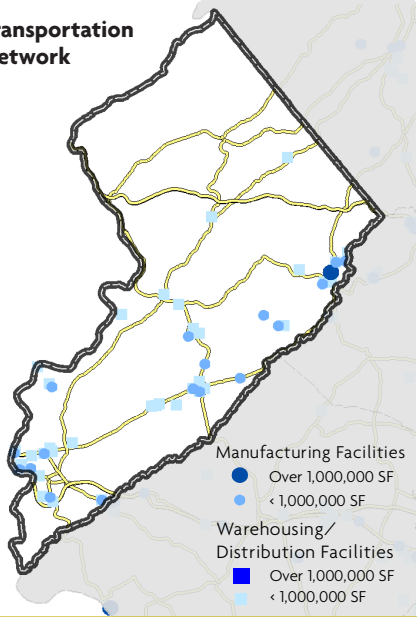 ransportation
etwork
Manufacturing Facilities
Over 1,000,000 SF
< 1,000,000 SF
Warehousing/
Distribution Facilities
Over 1,000,000 SF
< 1,000,000 SF